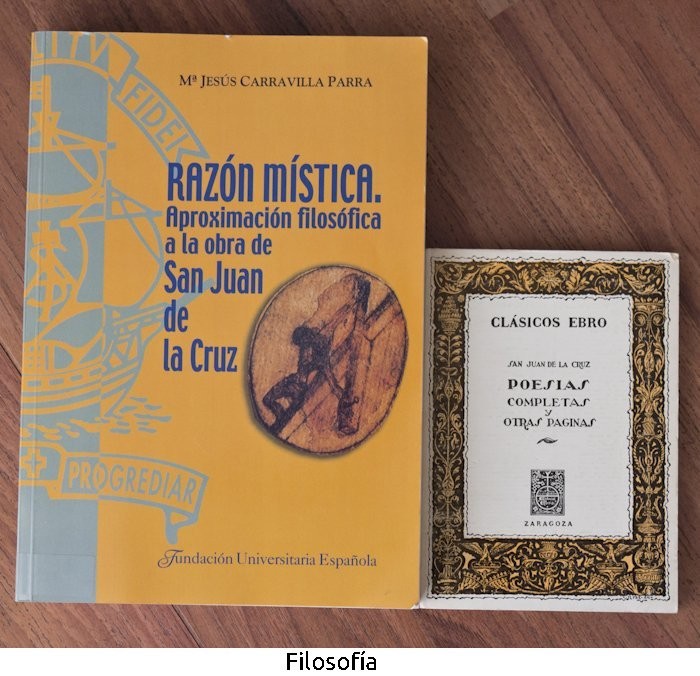 Mª JESÚS CARRAVILLA PARRA
FIDEI
RAZÓN MÍSTICA.
Aproximación filosófica
a la obra de
San Juan
de
la Cruz
PROGREDIAR
Fundación Universitaria Española
CLÁSICOS EBRO
SAN JUAN DE LA CRUZ
POESIAS
COMPLETAS
Y
OTRAS PAGINAS
ZARAGOZA
Filosofía